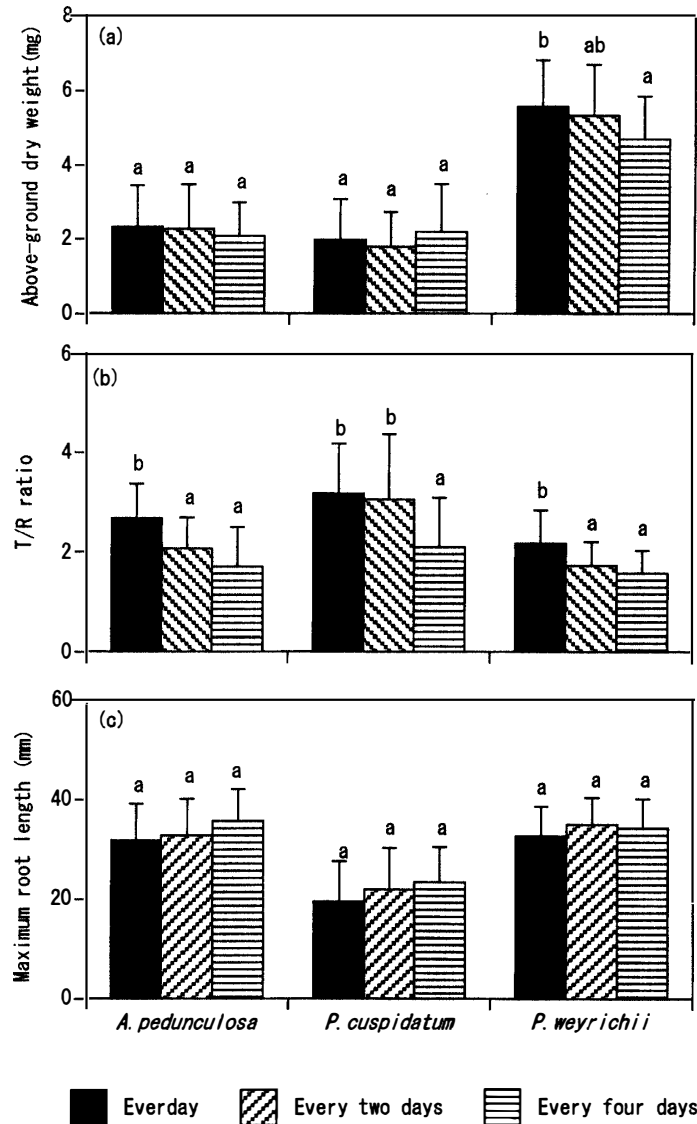 8
(a)
b
ab
a
6
4
a
a
a
a
a
a
2
0
Above-ground dry weight(mg)
6
(b)
b
b
4
b
a
a
a
b
a
a
2
0
T/R ratio
60
(c)
40
a
a
a
a
a
a
a
a
a
20
0
Maximum root length (mm)
A. pedunculosa P. cuspidatum P. weyrichii
Everday Every two days Every four days